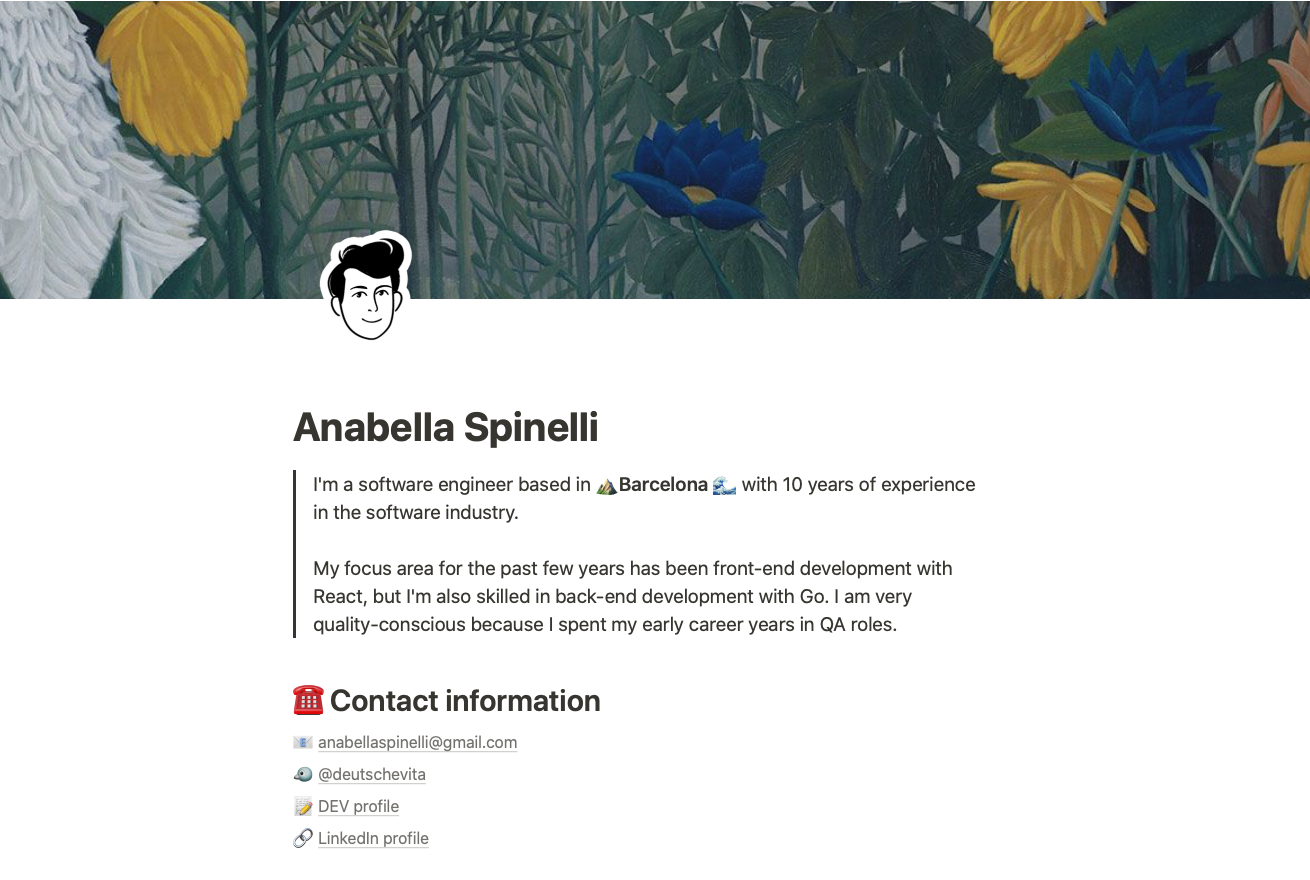 Anabella Spinelli
I'm a software engineer based in ⛰️Barcelona 🌊 with 10 years of experience
in the software industry.
My focus area for the past few years has been front-end development with
React, but I'm also skilled in back-end development with Go. I am very
quality-conscious because I spent my early career years in QA roles.
☎️ Contact information
📧 anabellaspinelli@gmail.com
🐦 @deutschevita
📝 DEV profile
🔗 LinkedIn profile